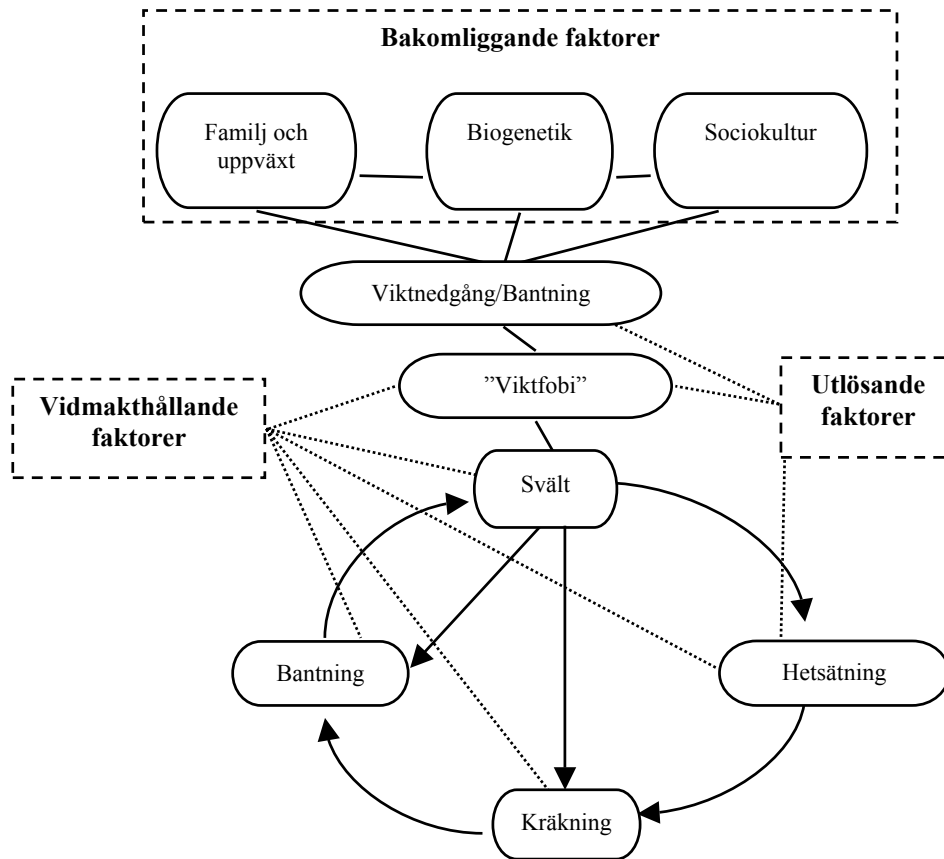 Bakomliggande faktorer
Familj och
uppväxt
Biogenetik
Sociokultur
Viktnedgång/Bantning
”Viktfobi”
Vidmakthållande
faktorer
Utlösande
faktorer
Svält
Bantning
Hetsätning
Kräkning